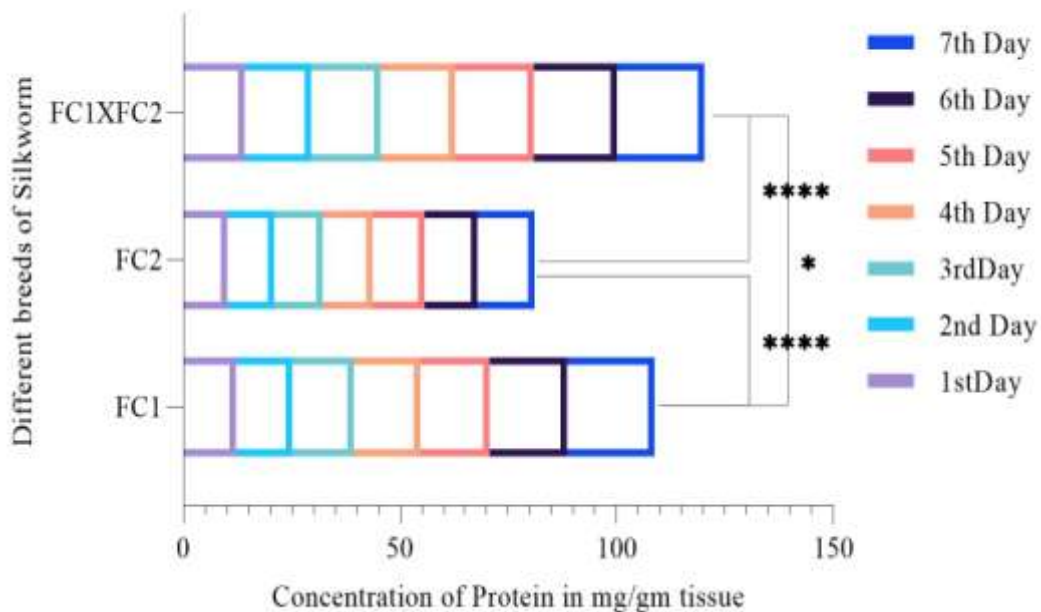 Different breeds of Silkworm
FC1XFC2
FC2
FC1
0
50
100
150
Concentration of Protein in mg/gm tissue
****
*
****
7th Day
6th Day
5th Day
4th Day
3rdDay
2nd Day
1stDay